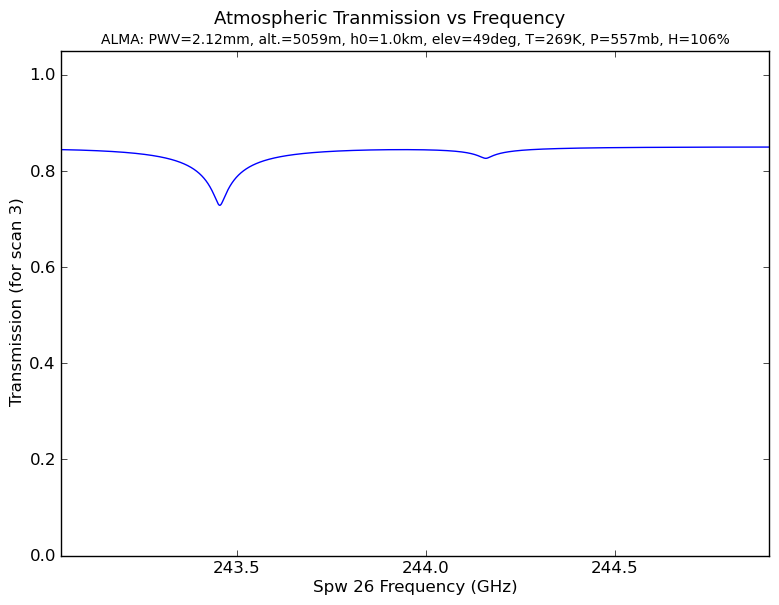 Atmospheric Tranmission vs Frequency
ALMA: PWV=2.12mm, alt.=5059m, h0=1.0km, elev=49deg, T=269K, P=557mb, H=106%
1.0
0.8
0.6
0.4
0.2
0.0
Transmission (for scan 3)
243.5 244.0 244.5
Spw 26 Frequency (GHz)